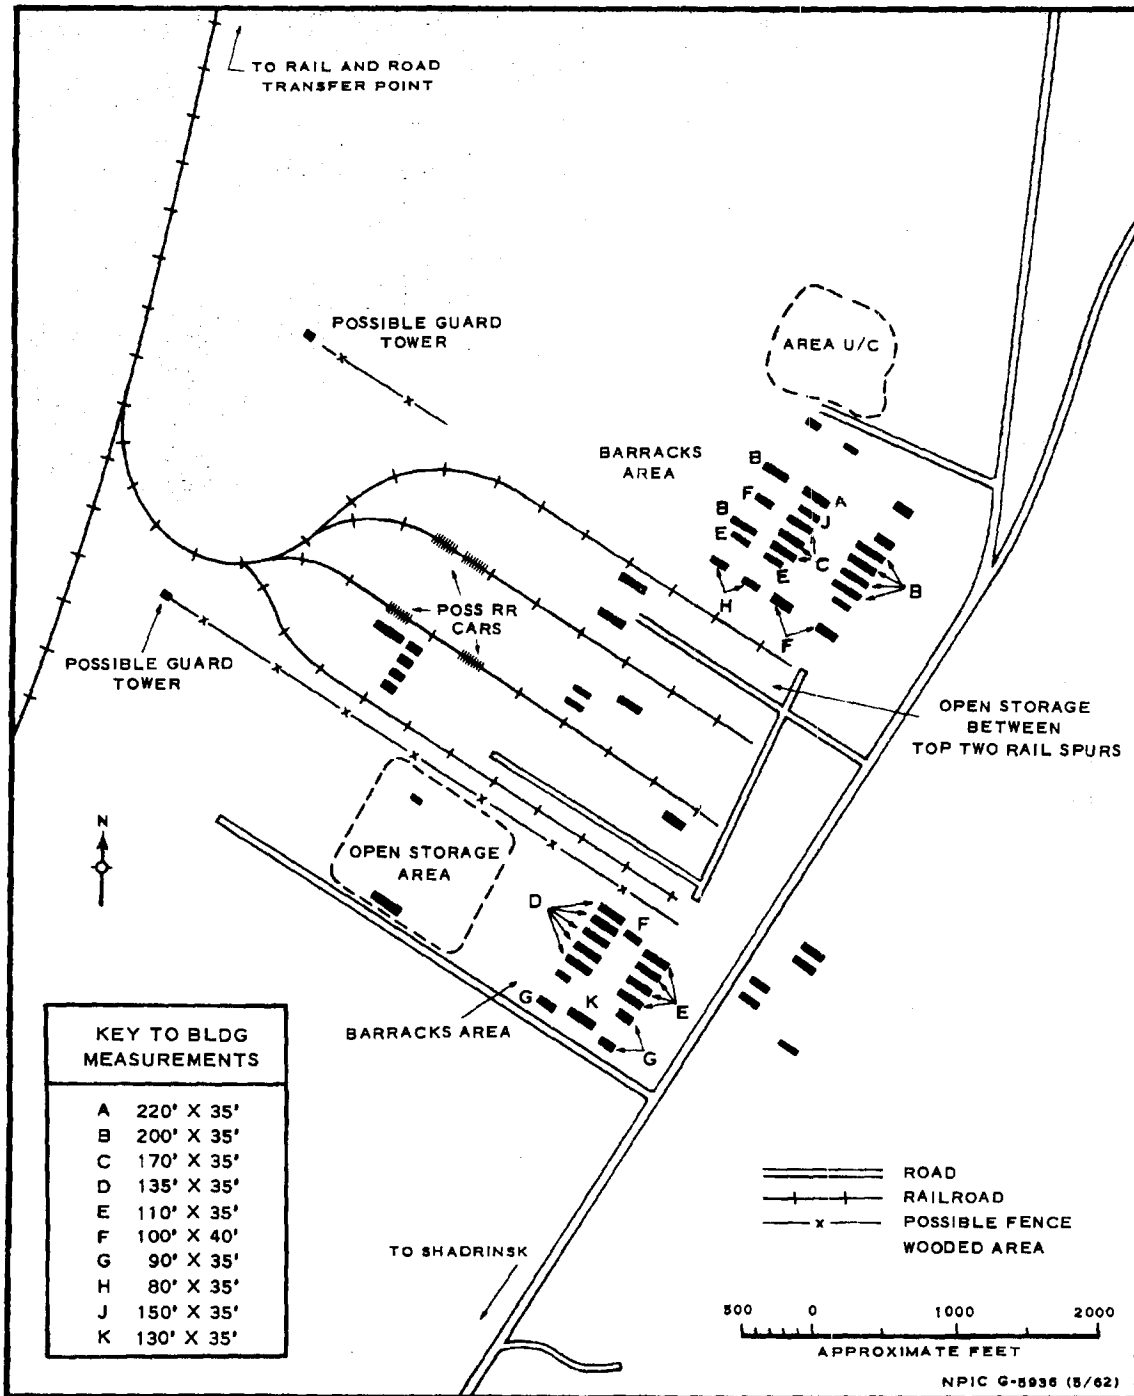 TO RAIL AND ROAD
TRANSFER POINT
POSSIBLE GUARD
TOWER
AREA U/C
BARRACKS
AREA
B
F
B
E
A
J
C
E
H
F
B
POSS RR
CARS
POSSIBLE GUARD
TOWER
OPEN STORAGE
BETWEEN
TOP TWO RAIL SPURS
N
OPEN STORAGE
AREA
D
F
E
G
K
G
BARRACKS AREA
KEY TO BLDG
MEASUREMENTS
A 220' X 35'
B 200' X 35'
C 170' X 35'
D 135' X 35'
E 110' X 35'
F 100' X 40'
G 90' X 35'
H 80' X 35'
J 150' X 35'
K 130' X 35'
TO SHADRINSK
ROAD
RAILROAD
POSSIBLE FENCE
WOODED AREA
500 0 1000 2000
APPROXIMATE FEET
NPIC G-5936 (5/62)